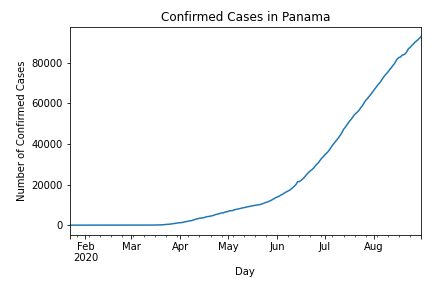 Confirmed Cases in Panama
Number of Confirmed Cases
80000
60000
40000
20000
0
Feb Mar Apr May Jun Jul Aug
2020
Day